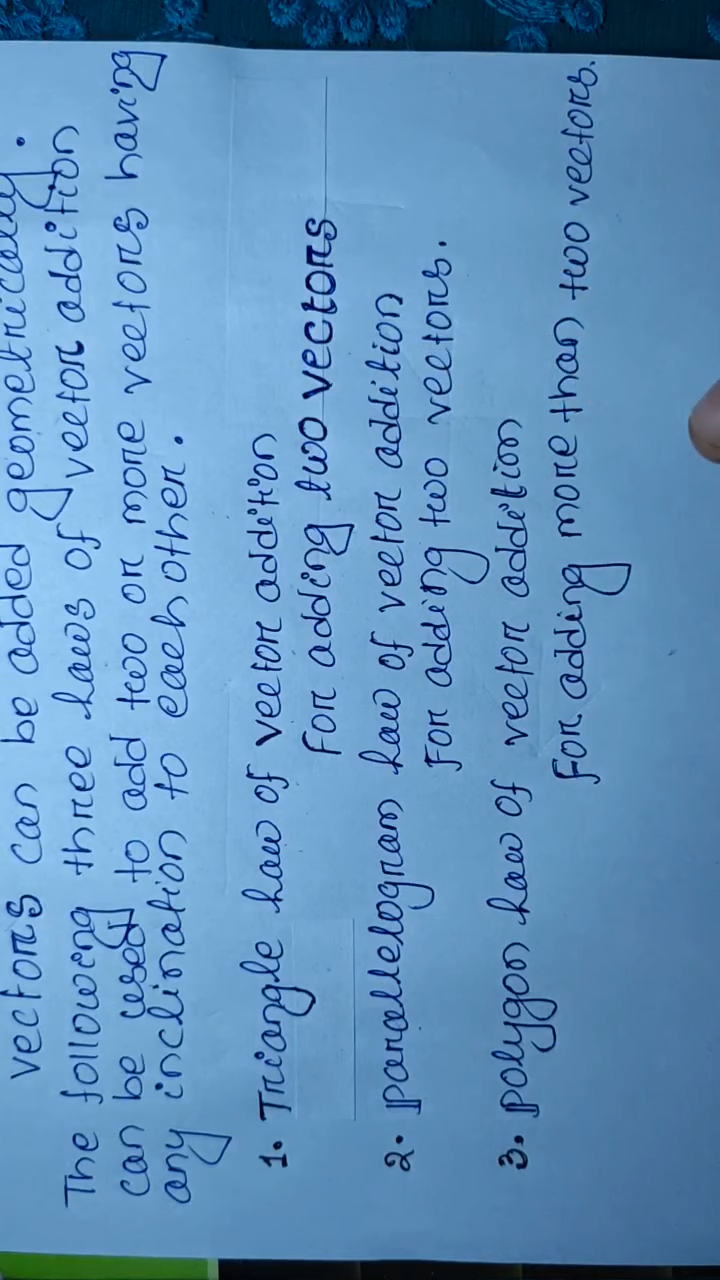 vectors can be added geometrically.
The following three laws of vector addition
can be used to add two or more vectors having
any inclination to each other.
1. Triangle law of vector addition
For adding two vectors
2. parallelogram law of vector addition
For adding two vectors.
3. polygon law of vector addition
For adding more than two vectors.